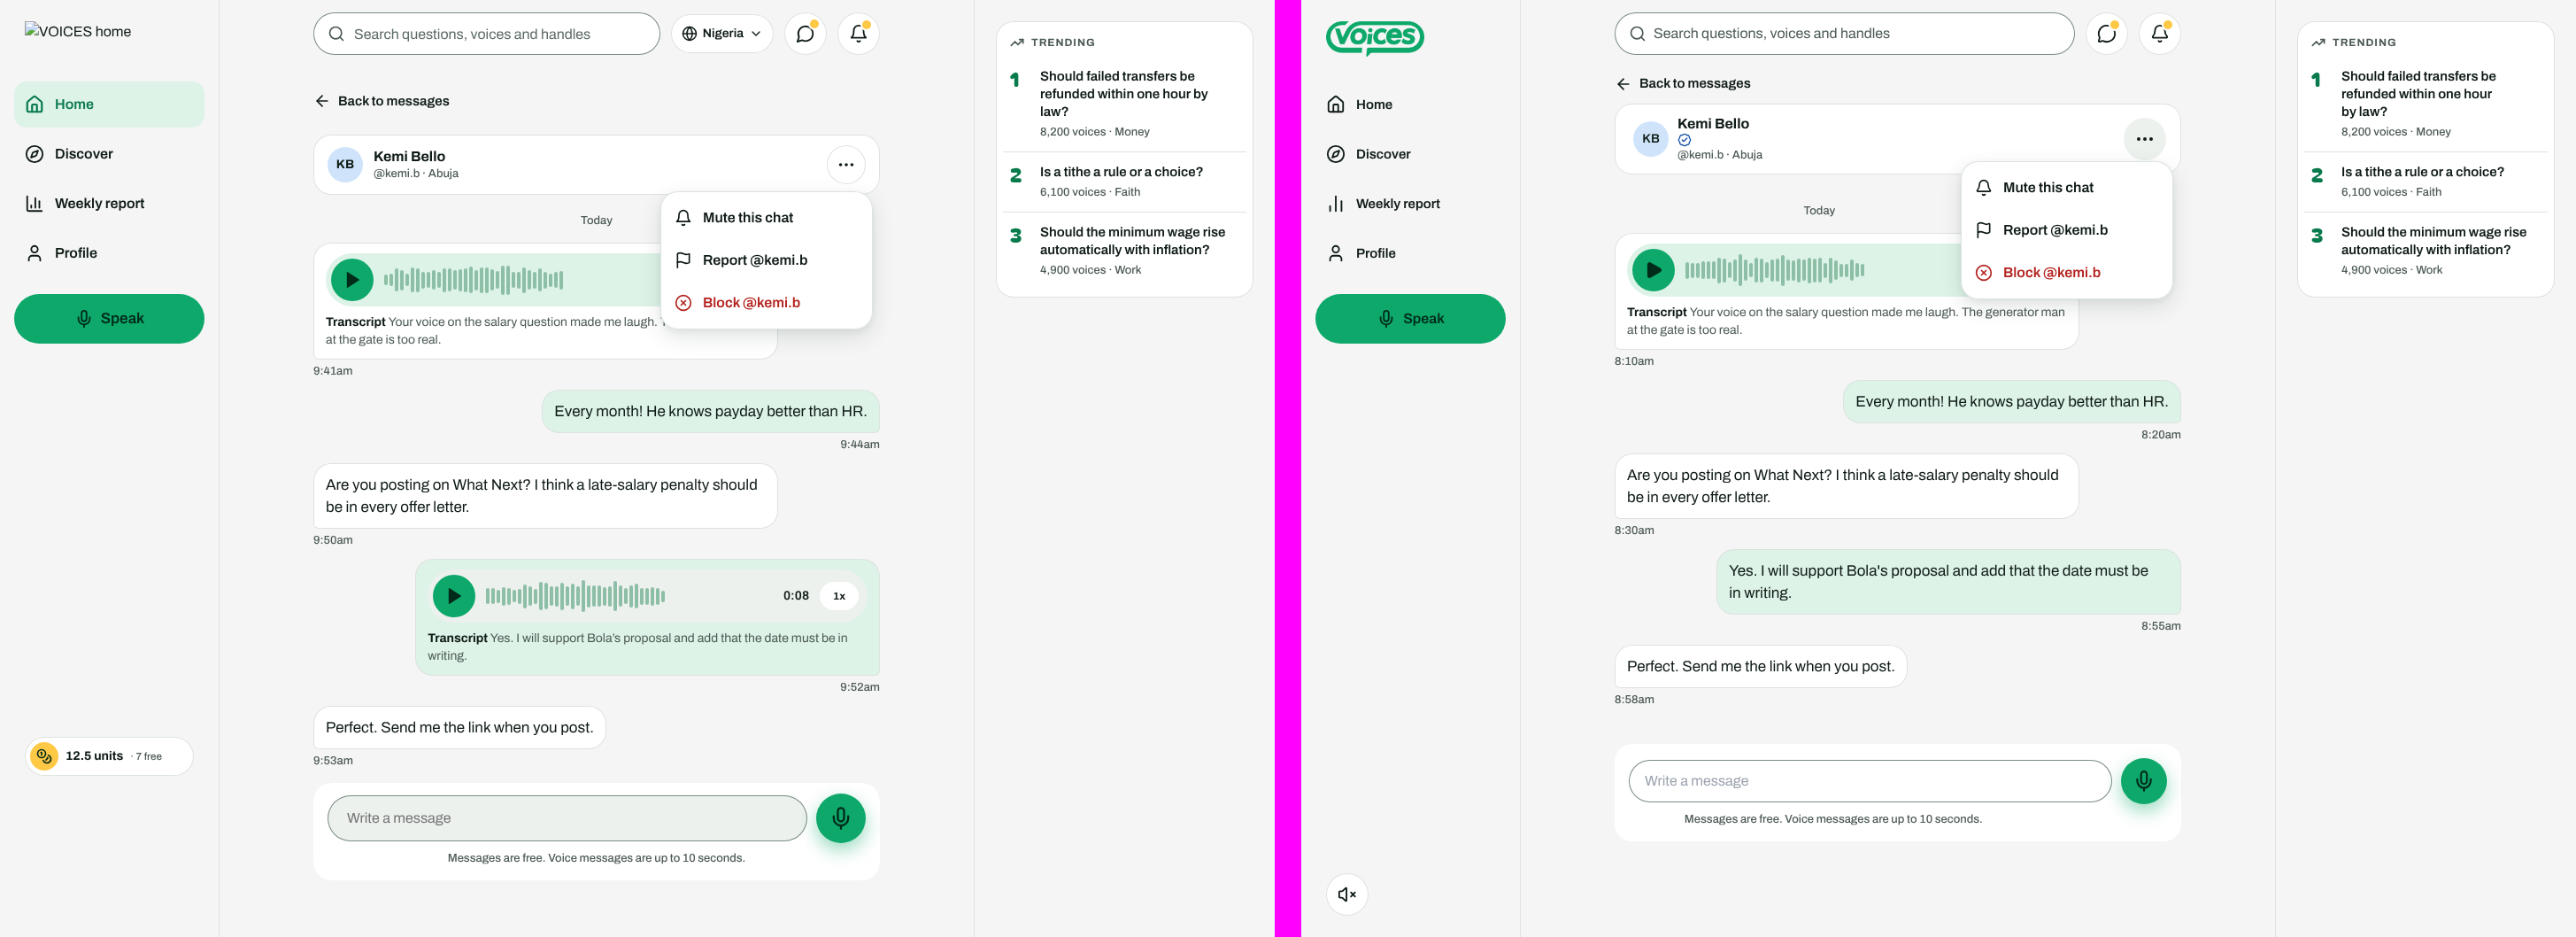 VOICES home
Home
Discover
Weekly report
Profile
Speak
12.5 units · 7 free
Search questions, voices and handles
Nigeria
Back to messages
KB
Kemi Bello
@kemi.b · Abuja
Mute this chat
Report @kemi.b
Block @kemi.b
Today
Transcript Your voice on the salary question made me laugh.
at the gate is too real.
9:41am
Every month! He knows payday better than HR.
9:44am
Are you posting on What Next? I think a late-salary penalty should
be in every offer letter.
9:50am
0:08
1x
Transcript Yes. I will support Bola's proposal and add that the date must be in
writing.
9:52am
Perfect. Send me the link when you post.
9:53am
Write a message
Messages are free. Voice messages are up to 10 seconds.
TRENDING
1
Should failed transfers be
refunded within one hour by
law?
8,200 voices · Money
2
Is a tithe a rule or a choice?
6,100 voices · Faith
3
Should the minimum wage rise
automatically with inflation?
4,900 voices · Work
voices
Home
Discover
Weekly report
Profile
Speak
Search questions, voices and handles
Back to messages
KB
Kemi Bello
@kemi.b · Abuja
Mute this chat
Report @kemi.b
Block @kemi.b
Today
Transcript Your voice on the salary question made me laugh. The generator man
at the gate is too real.
8:10am
Every month! He knows payday better than HR.
8:20am
Are you posting on What Next? I think a late-salary penalty should
be in every offer letter.
8:30am
Yes. I will support Bola's proposal and add that the date must be
in writing.
8:55am
Perfect. Send me the link when you post.
8:58am
Write a message
Messages are free. Voice messages are up to 10 seconds.
TRENDING
1
Should failed transfers be
refunded within one hour
by law?
8,200 voices · Money
2
Is a tithe a rule or a choice?
6,100 voices · Faith
3
Should the minimum wage rise
automatically with inflation?
4,900 voices · Work